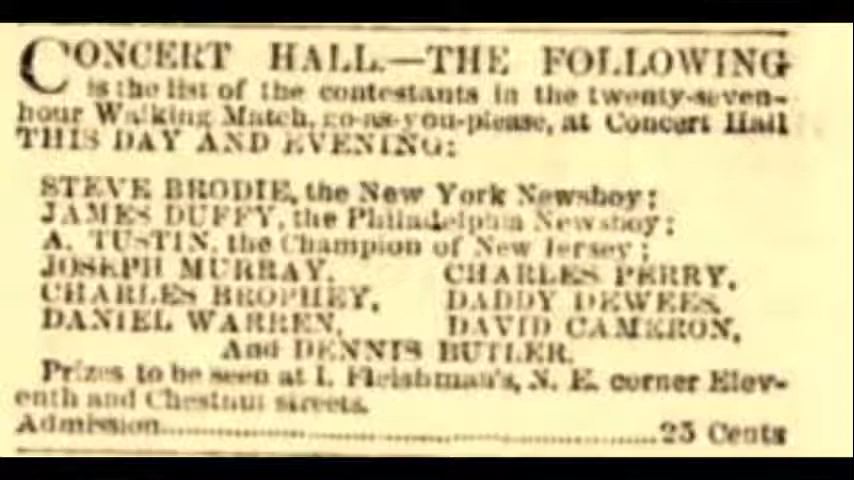 CONCERT HALL.—THE FOLLOWING
is the list of the contestants in the twenty-seven-
hour Walking Match, go-as-you-please, at Concert Hall
THIS DAY AND EVENING:
STEVE BRODIE, the New York Newsboy;
JAMES DUFFY, the Philadelphia Newsboy;
A. TUSTIN, the Champion of New Jersey;
JOSEPH MURRAY, CHARLES PERRY,
CHARLES BROPHEY, DADDY DEWEES,
DANIEL WARREN, DAVID CAMERON,
And DENNIS BUTLER.
Prizes to be seen at I. Fleishman's, N. E. corner Elev-
enth and Chestnut streets.
Admission..........................................25 Cents